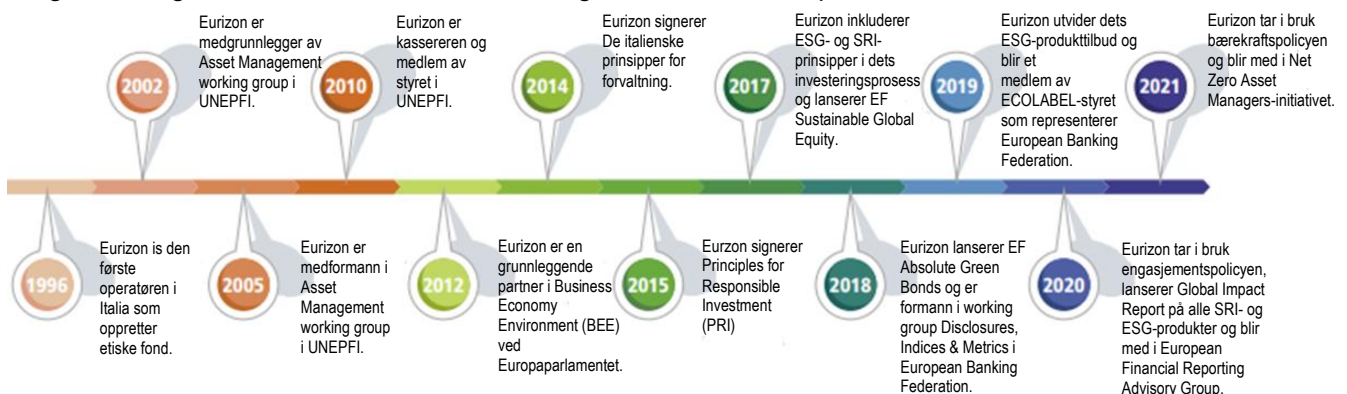 2002
Eurizon er
medgrunnlegger av
Asset Management
working group i
UNEPFI.
2010
Eurizon er
kassereren og
medlem av
styret i
UNEPFI.
2014
Eurizon signerer
De italienske
prinsipper for
forvaltning.
2017
Eurizon inkluderer
ESG- og SRI-
prinsipper i dets
investeringsprosess
og lanserer EF
Sustainable Global
Equity.
2019
Eurizon utvider dets
ESG-produkttilbud og
blir et
medlem av
ECOLABEL-styret
som representerer
European Banking
Federation.
2021
Eurizon tar i bruk
bærekraftspolicyen
og blir med i Net
Zero Asset
Managers-initiativet.
1996
Eurizon is den
første
operatøren i
Italia som
oppretter
etiske fond.
2005
Eurizon er
medformann i
Asset
Management
working group
i UNEPFI.
2012
Eurizon er en
grunnleggende
partner i Business
Economy
Environment (BEE)
ved
Europaparlamentet.
2015
Eurzon signerer
Principles for
Responsible
Investment
(PRI)
2018
Eurizon lanserer EF
Absolute Green
Bonds og er
formann i working
group Disclosures,
Indices & Metrics i
European Banking
Federation.
2020
Eurizon tar i bruk
engasjementspolicyen,
lanserer Global Impact
Report på alle SRI- og
ESG-produkter og blir
med i European
Financial Reporting
Advisory Group.